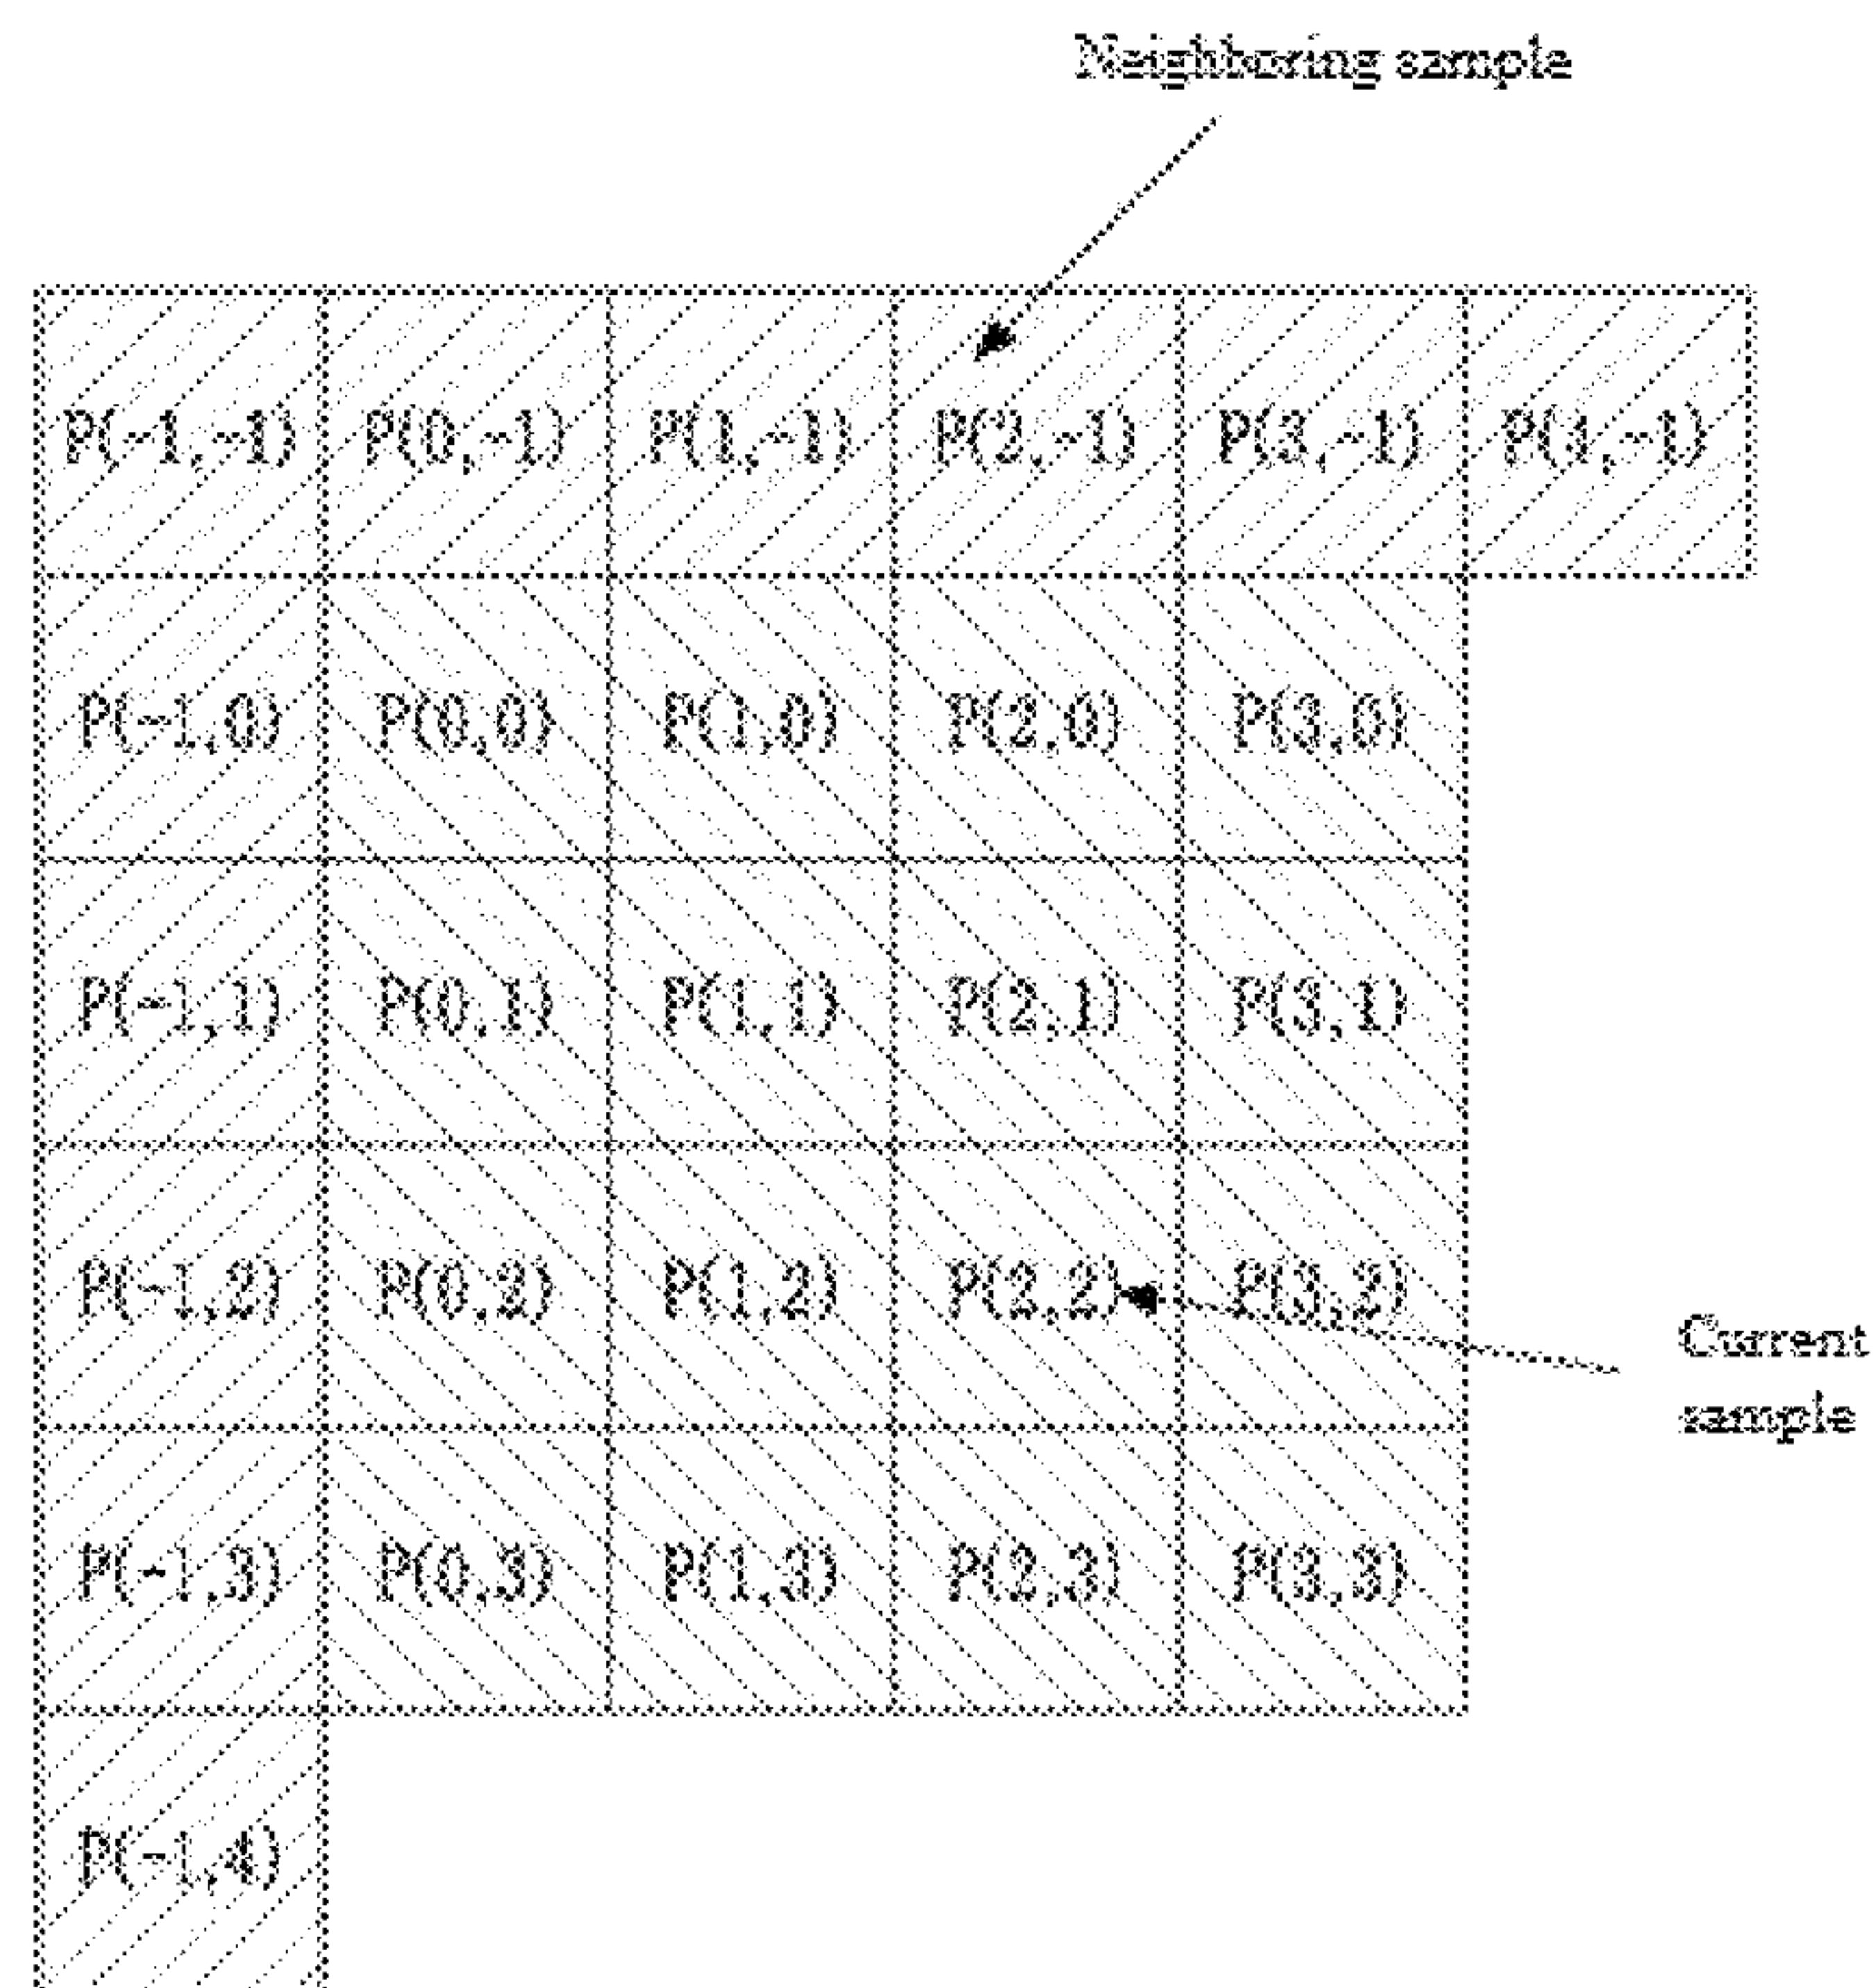 Neighboring sample
P(-1,-1) P(0,-1) P(1,-1) P(2,-1) P(3,-1) P(4,-1)
P(-1,0) P(0,0) P(1,0) P(2,0) P(3,0)
P(-1,1) P(0,1) P(1,1) P(2,1) P(3,1)
P(-1,2) P(0,2) P(1,2) P(2,2) P(3,2)
Current
sample
P(-1,3) P(0,3) P(1,3) P(2,3) P(3,3)
P(-1,4)